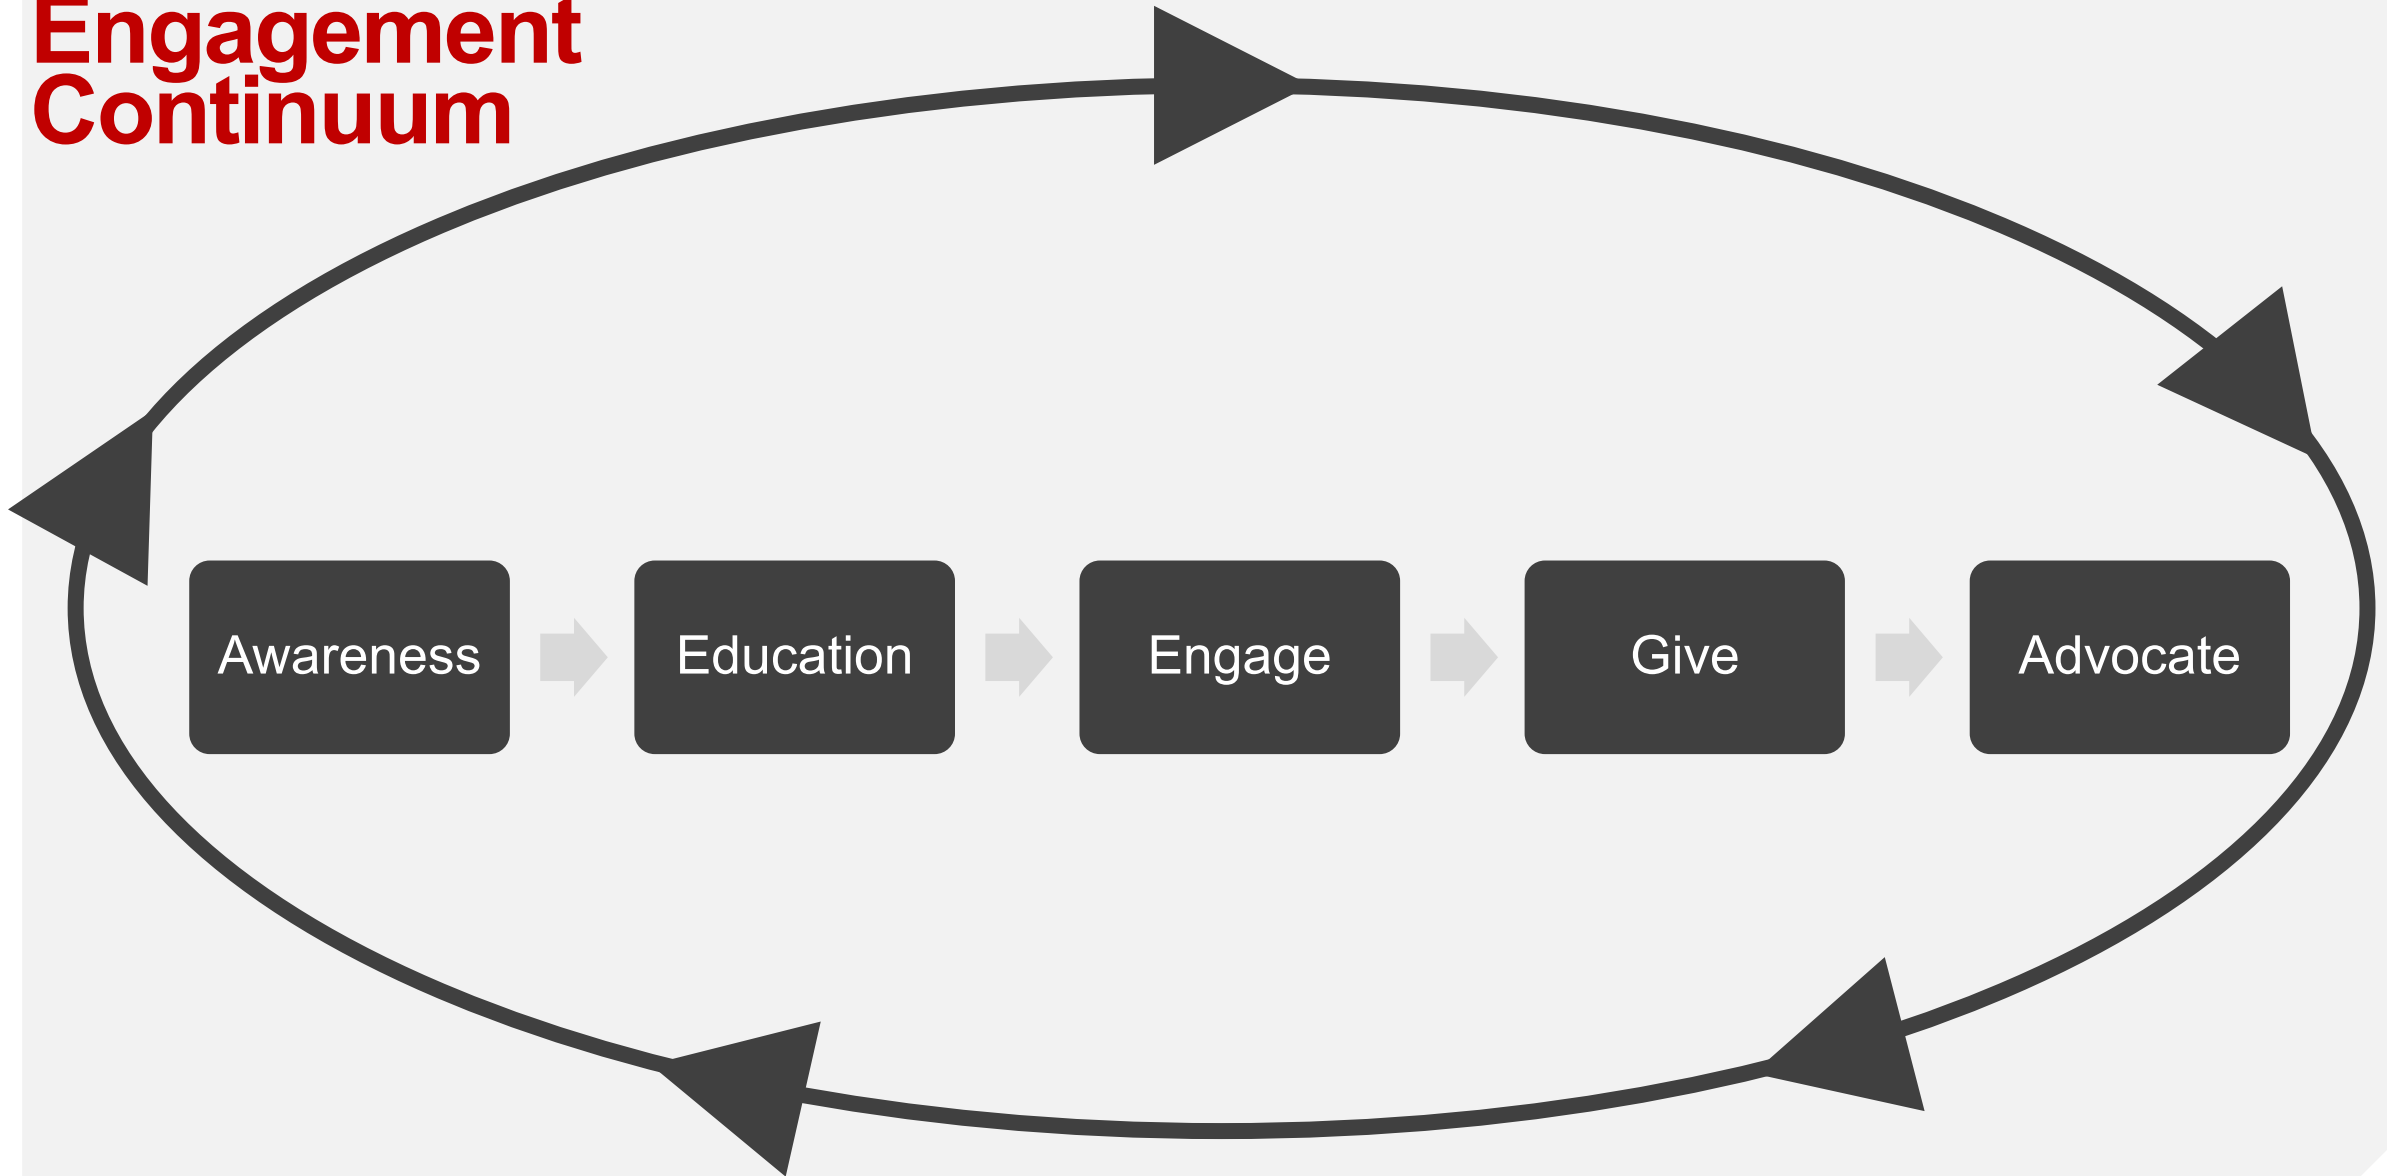 Engagement
Continuum
Awareness
Education
Engage
Give
Advocate